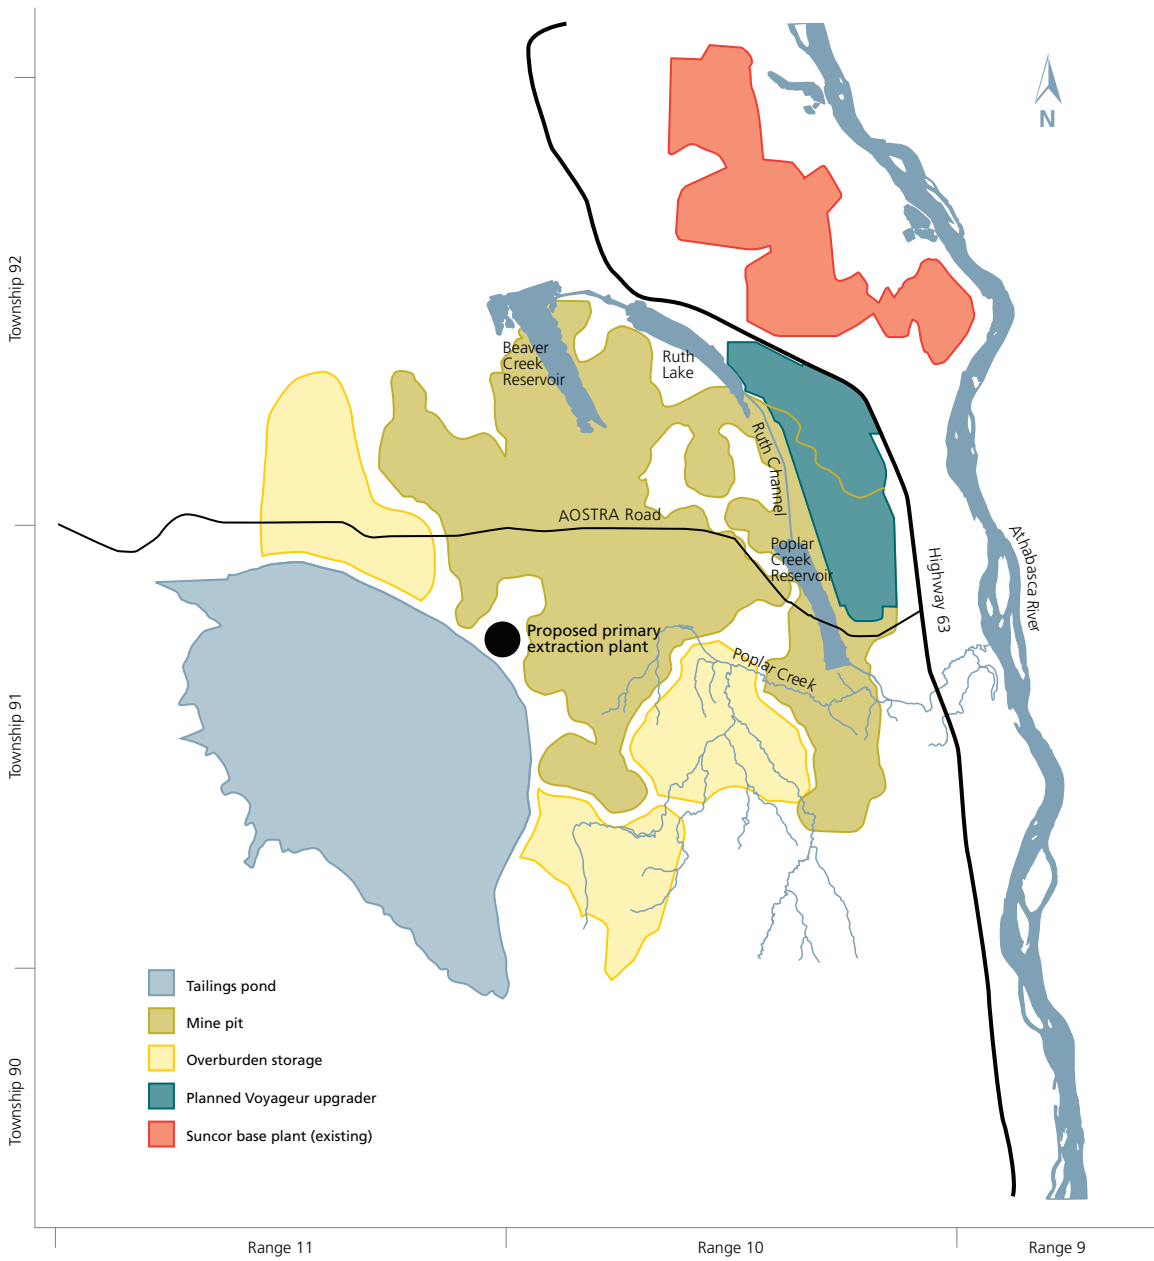 N
Township 92
Beaver
Creek
Reservoir
Ruth
Lake
Ruth Channel
AOSTRA Road
Poplar
Creek
Reservoir
Highway 63
Athabasca River
Proposed primary
extraction plant
Poplar Creek
Township 91
Tailings pond
Mine pit
Overburden storage
Planned Voyageur upgrader
Suncor base plant (existing)
Township 90
Range 11
Range 10
Range 9